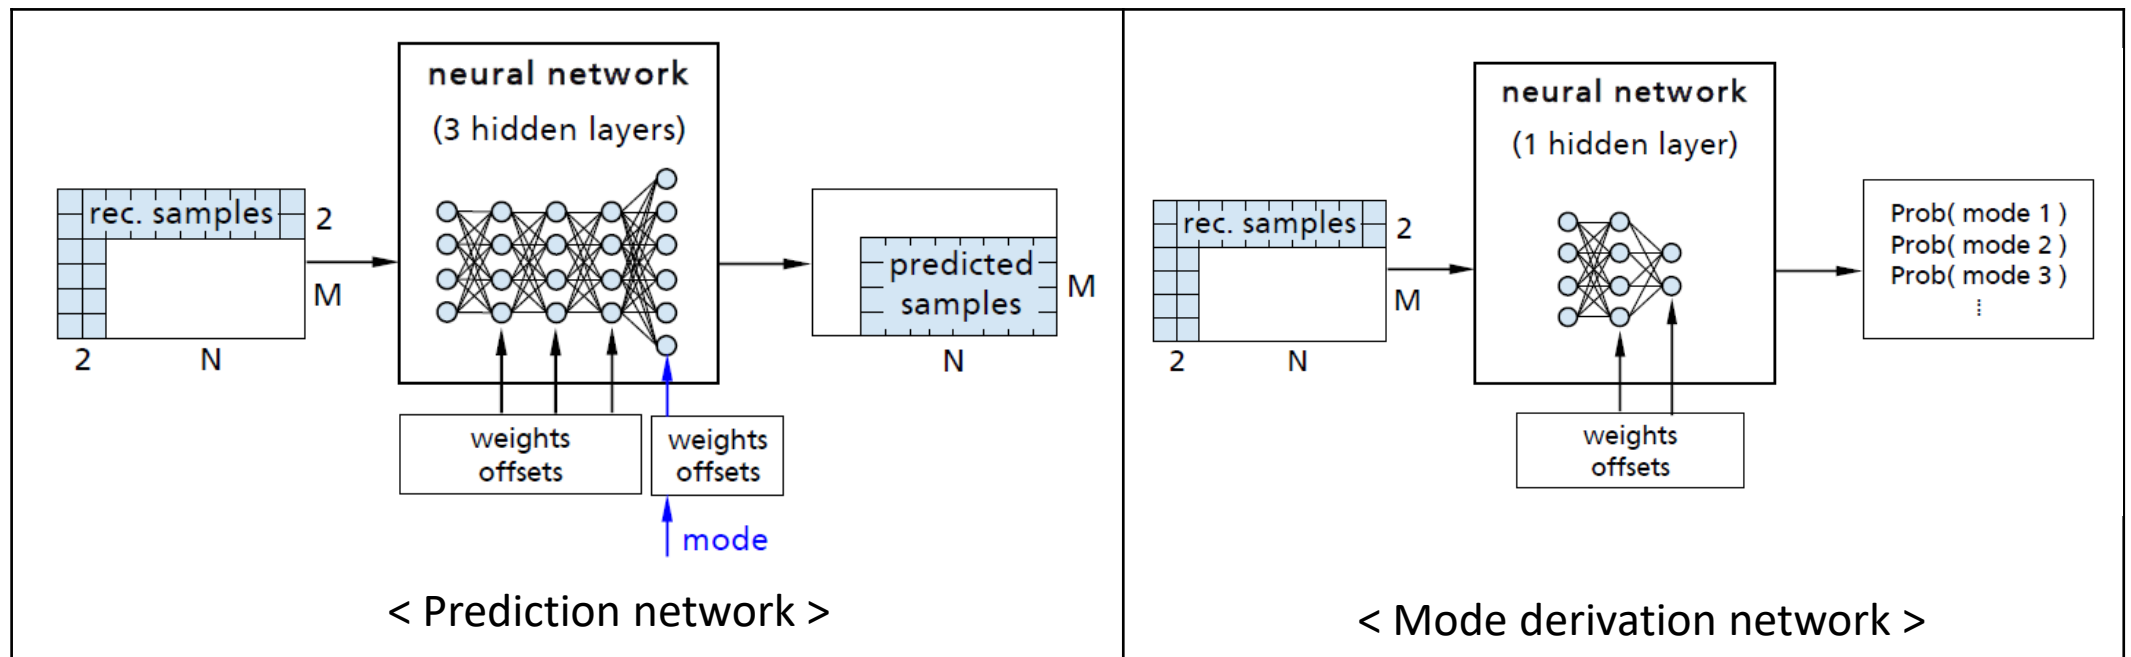 neural network
(3 hidden layers)
rec. samples
2
M
2
N
predicted
samples
M
N
weights
offsets
weights
offsets
mode
< Prediction network >
neural network
(1 hidden layer)
rec. samples
2
M
2
N
Prob( mode 1 )
Prob( mode 2 )
Prob( mode 3 )
⋮
weights
offsets
< Mode derivation network >